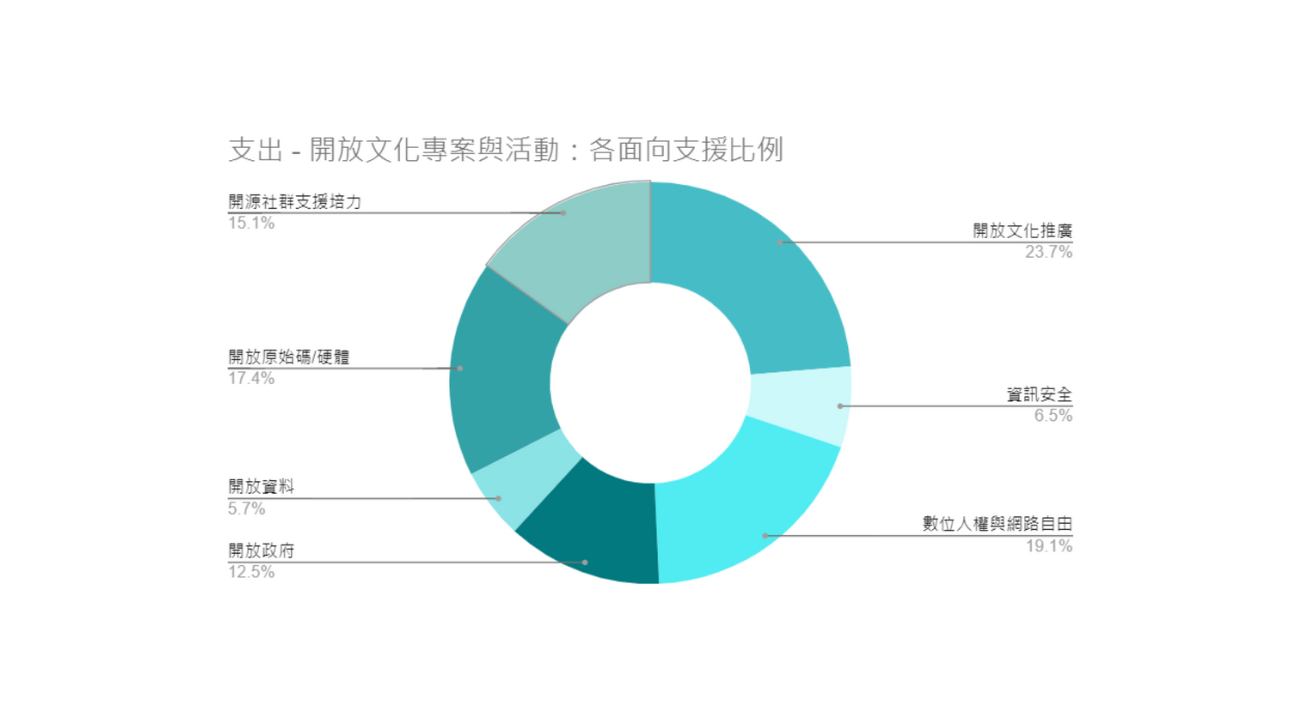 支出 - 開放文化專案與活動：各面向支援比例
開源社群支援培力
15.1%
開放文化推廣
23.7%
開放原始碼/硬體
17.4%
資訊安全
6.5%
開放資料
5.7%
數位人權與網路自由
19.1%
開放政府
12.5%